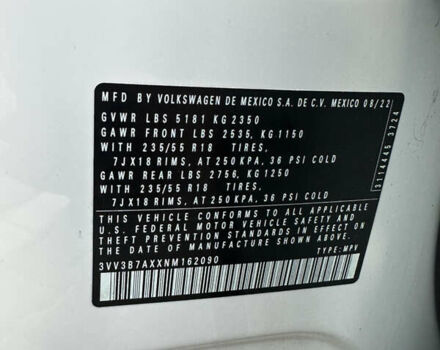 MFD BY VOLKSWAGEN DE MEXICO S.A. DE C.V. MEXICO 08/22
GVWR LBS 5181 KG 2350
GAWR FRONT LBS 2535, KG 1150
WITH 235/55 R18 TIRES,
7JX18 RIMS, AT 250 KPA, 36 PSI COLD
GAWR REAR LBS 2756, KG 1250
WITH 235/55 R18 TIRES,
7JX18 RIMS, AT 250 KPA, 36 PSI COLD
THIS VEHICLE CONFORMS TO ALL APPLICABLE
U.S. FEDERAL MOTOR VEHICLE SAFETY AND
THEFT PREVENTION STANDARDS IN EFFECT ON
THE DATE OF MANUFACTURE SHOWN ABOVE.
3VV3B7AXXNM162090 TYPE: MPV
3114445 3724